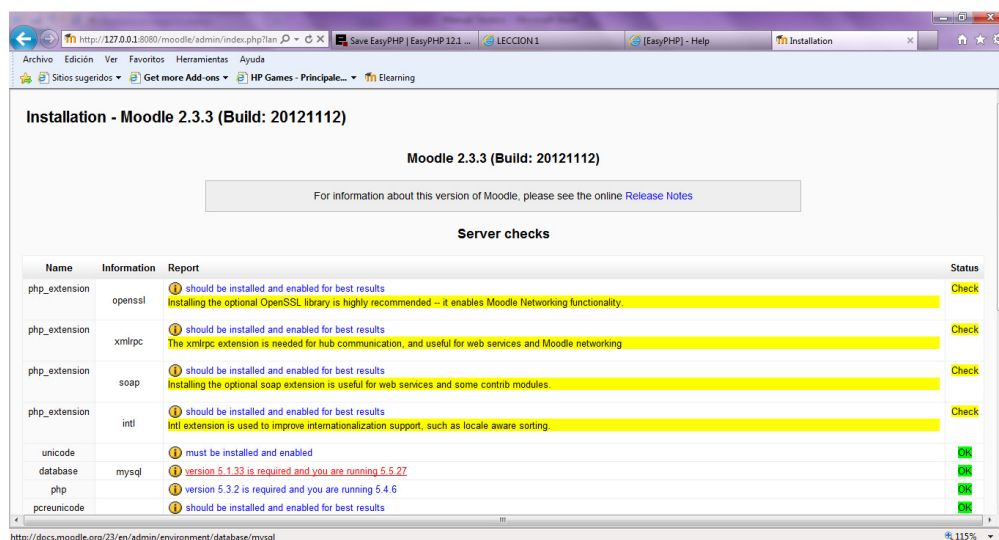 http://127.0.0.1:8080/moodle/admin/index.php?lan
Save EasyPHP | EasyPHP 12.1 ...
LECCION 1
[EasyPHP] - Help
Installation
Archivo Edición Ver Favoritos Herramientas Ayuda
Sitios sugeridos Get more Add-ons HP Games - Principale... Elearning
Installation - Moodle 2.3.3 (Build: 20121112)
Moodle 2.3.3 (Build: 20121112)
For information about this version of Moodle, please see the online Release Notes
Server checks
Name Information Report Status
php_extension openssl should be installed and enabled for best results Check
Installing the optional OpenSSL library is highly recommended -- it enables Moodle Networking functionality.
php_extension xmlrpc should be installed and enabled for best results Check
The xmlrpc extension is needed for hub communication, and useful for web services and Moodle networking
php_extension soap should be installed and enabled for best results Check
Installing the optional soap extension is useful for web services and some contrib modules.
php_extension intl should be installed and enabled for best results Check
Intl extension is used to improve internationalization support, such as locale aware sorting.
unicode must be installed and enabled OK
database mysql version 5.1.33 is required and you are running 5.5.27 OK
php version 5.3.2 is required and you are running 5.4.6 OK
pcreunicode should be installed and enabled for best results OK
http://docs.moodle.org/23/en/admin/environment/database/mysql 115%